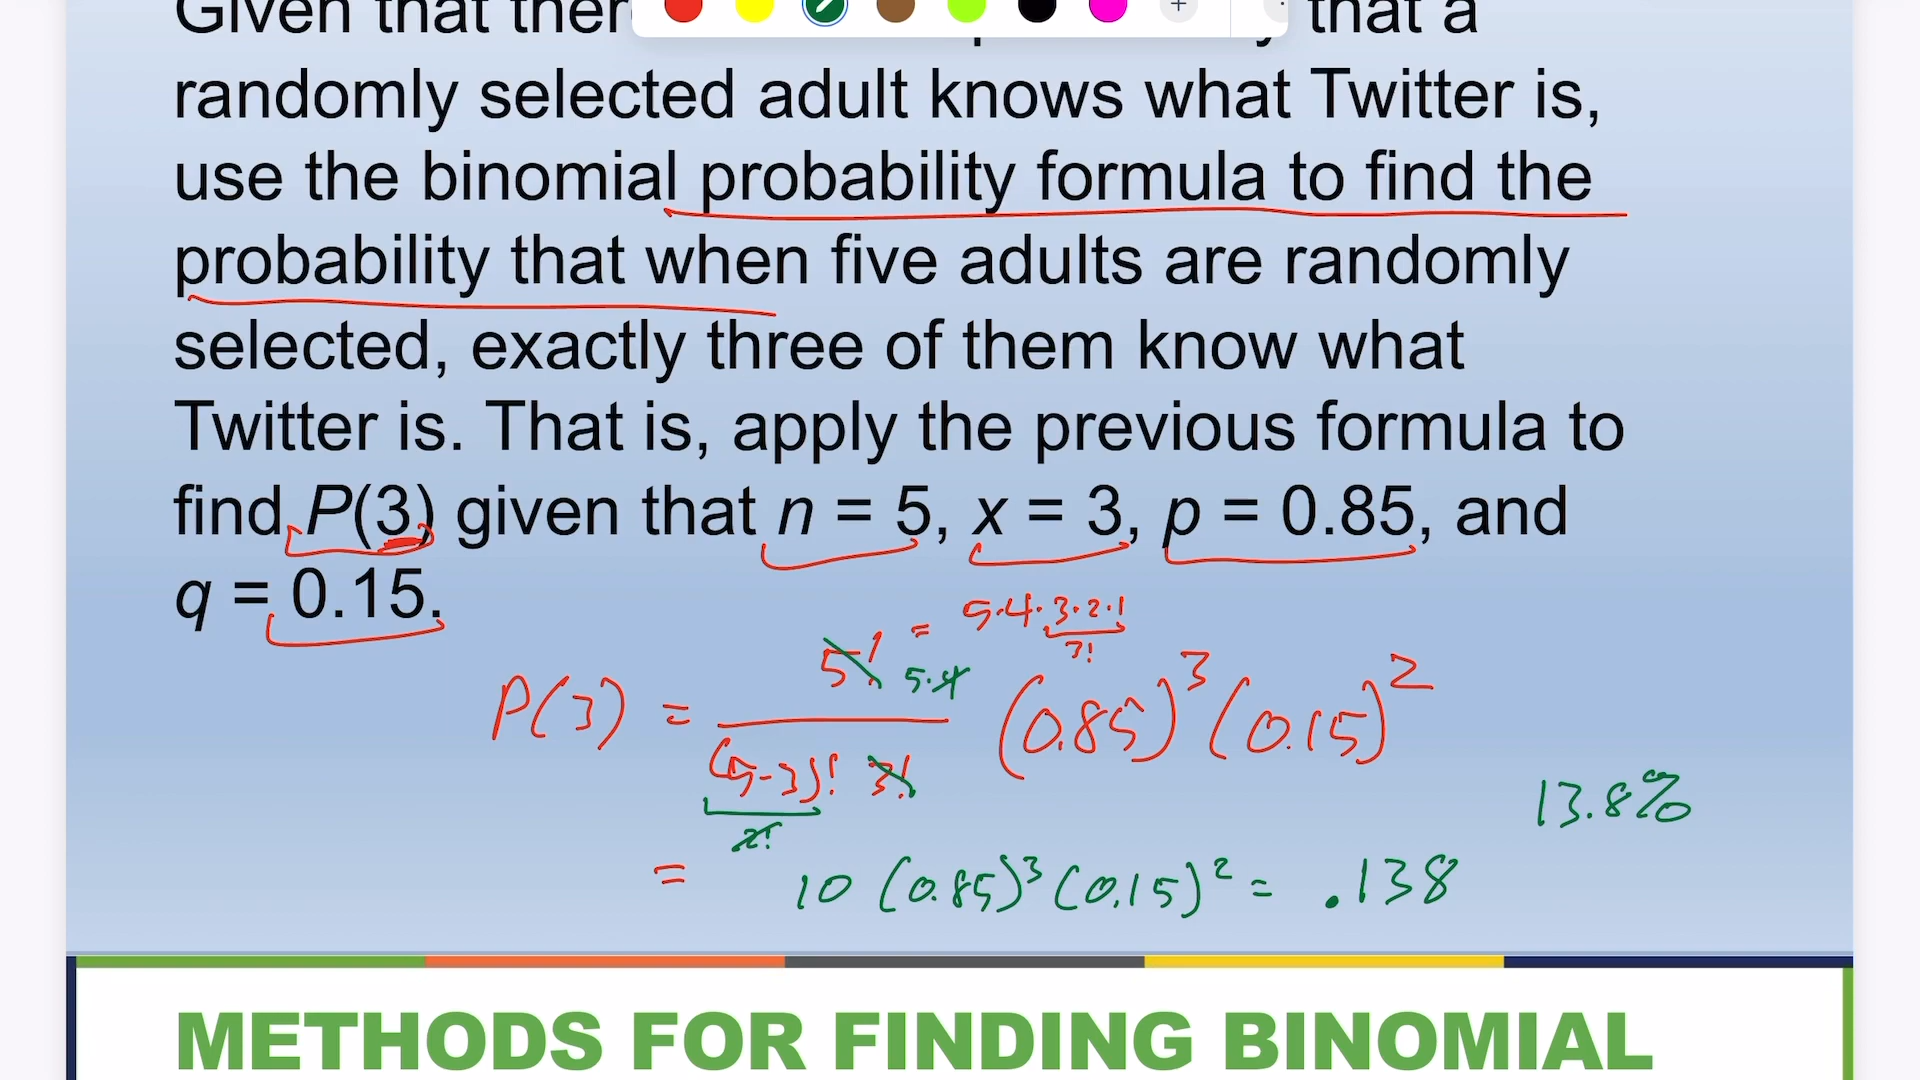 Given that ther that a
randomly selected adult knows what Twitter is,
use the binomial probability formula to find the
probability that when five adults are randomly
selected, exactly three of them know what
Twitter is. That is, apply the previous formula to
find P(3) given that n = 5, x = 3, p = 0.85, and
q = 0.15.
= 5·4·3·2·1
3!
5! 5·4
P(3) = (0.85)³ (0.15)²
(5-3)! 3!
2!
13.8%
= 10 (0.85)³ (0.15)² = .138
METHODS FOR FINDING BINOMIAL